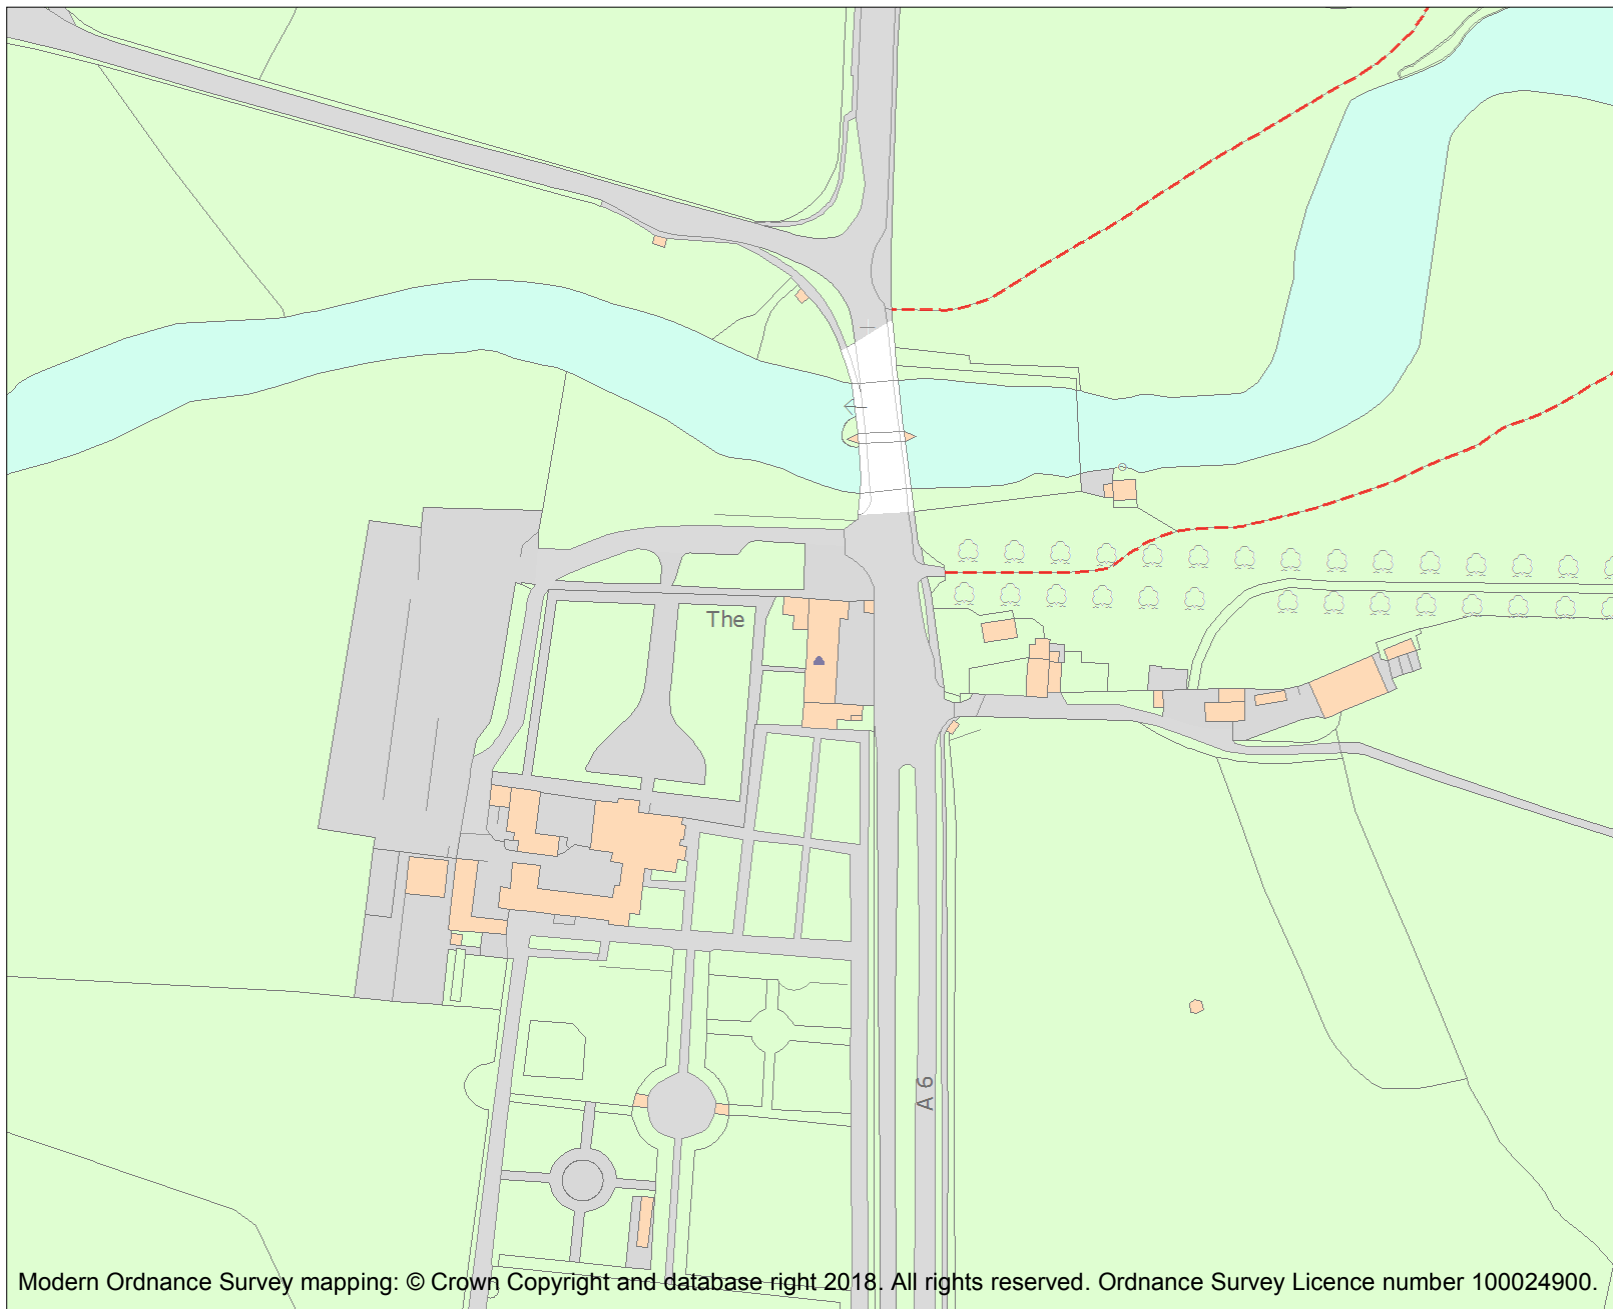 The
A 6
Modern Ordnance Survey mapping: © Crown Copyright and database right 2018. All rights reserved. Ordnance Survey Licence number 100024900.